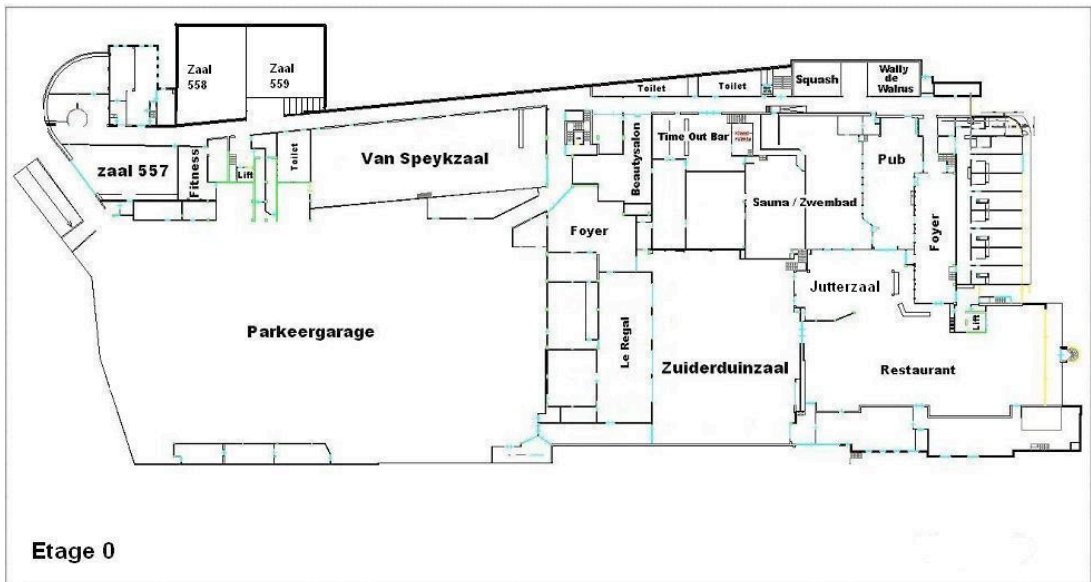 Zaal
558
Zaal
559
Toilet
Toilet
Squash
Wally
de
Walrus
zaal 557
Fitness
Lift
Toilet
Van Speykzaal
Beautysalon
Time Out Bar
Pub
Sauna / Zwembad
Foyer
Foyer
Jutterzaal
Parkeergarage
Le Regal
Zuiderduinzaal
Lift
Restaurant
Etage 0